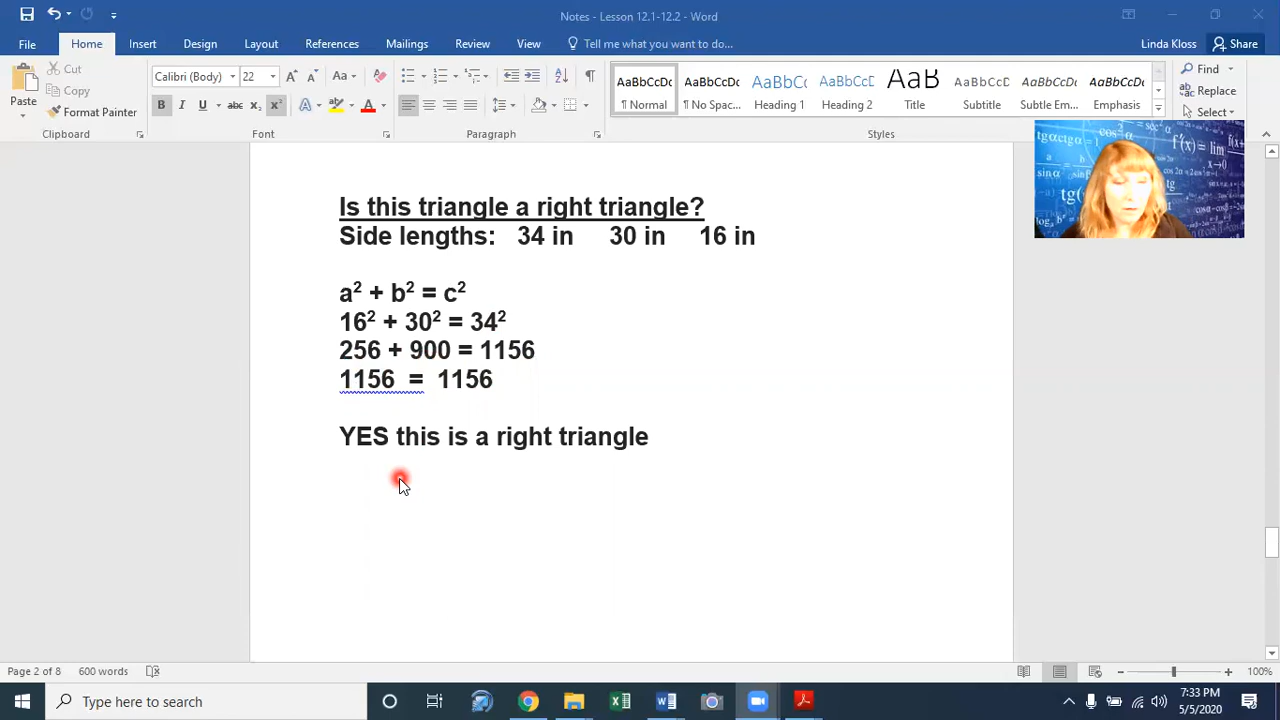 Notes - Lesson 12.1-12.2 - Word
Linda Kloss
Share
File Home Insert Design Layout References Mailings Review View Tell me what you want to do...
Paste
Cut
Copy
Format Painter
Clipboard
Calibri (Body) 22
Font
Paragraph
AaBbCcDc AaBbCcDc AaBbCc AaBbCcC AaB AaBbCcD AaBbCcDc AaBbCcDc
¶ Normal ¶ No Spac... Heading 1 Heading 2 Title Subtitle Subtle Em... Emphasis
Styles
Find
Replace
Select
Is this triangle a right triangle?
Side lengths: 34 in 30 in 16 in
a² + b² = c²
16² + 30² = 34²
256 + 900 = 1156
1156 = 1156
YES this is a right triangle
Page 2 of 8 600 words
100%
Type here to search
7:33 PM
5/5/2020